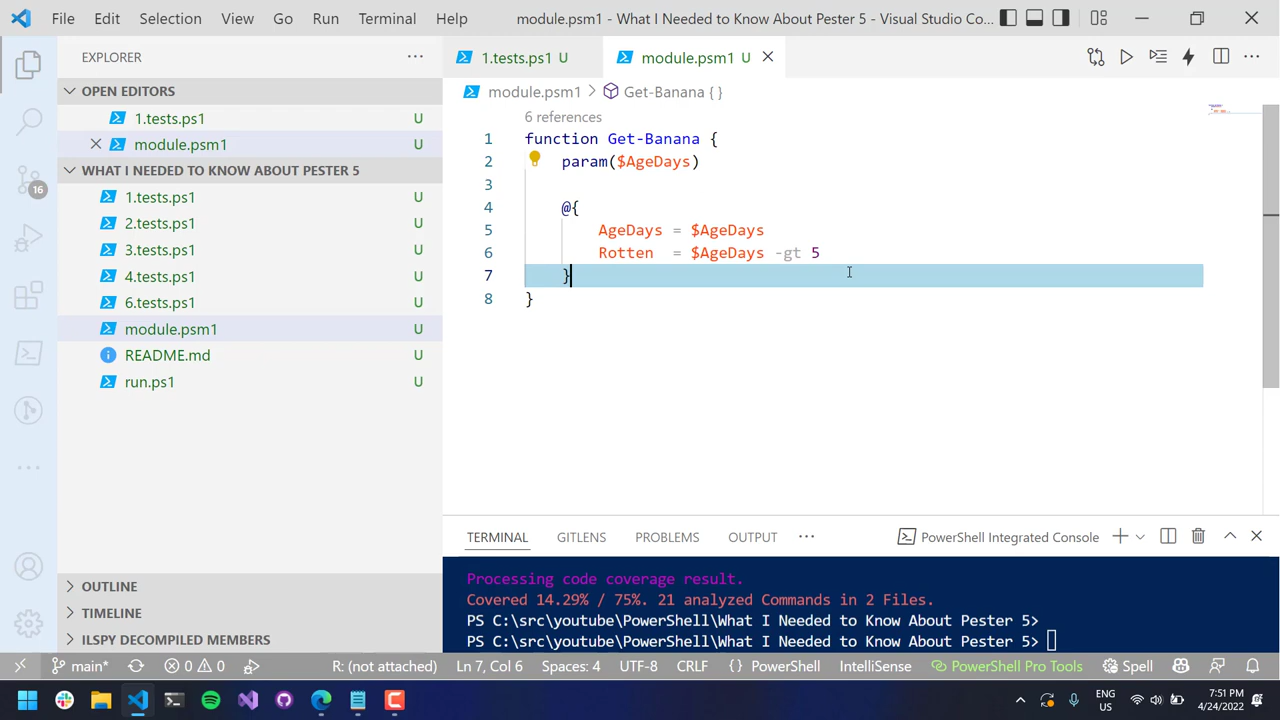 File Edit Selection View Go Run Terminal Help module.psm1 - What I Needed to Know About Pester 5 - Visual Studio Co...
EXPLORER
OPEN EDITORS
1.tests.ps1 U
module.psm1 U
WHAT I NEEDED TO KNOW ABOUT PESTER 5
1.tests.ps1 U
2.tests.ps1 U
3.tests.ps1 U
4.tests.ps1 U
6.tests.ps1 U
module.psm1 U
README.md U
run.ps1 U
OUTLINE
TIMELINE
ILSPY DECOMPILED MEMBERS
16
1.tests.ps1 U module.psm1 U
module.psm1 > Get-Banana { }
6 references
1 function Get-Banana {
2 param($AgeDays)
3
4 @{
5 AgeDays = $AgeDays
6 Rotten = $AgeDays -gt 5
7 }
8 }
TERMINAL GITLENS PROBLEMS OUTPUT ... PowerShell Integrated Console
Processing code coverage result.
Covered 14.29% / 75%. 21 analyzed Commands in 2 Files.
PS C:\src\youtube\PowerShell\What I Needed to Know About Pester 5>
PS C:\src\youtube\PowerShell\What I Needed to Know About Pester 5>
main* 0 0 R: (not attached) Ln 7, Col 6 Spaces: 4 UTF-8 CRLF { } PowerShell IntelliSense PowerShell Pro Tools Spell
ENG US 7:51 PM
4/24/2022